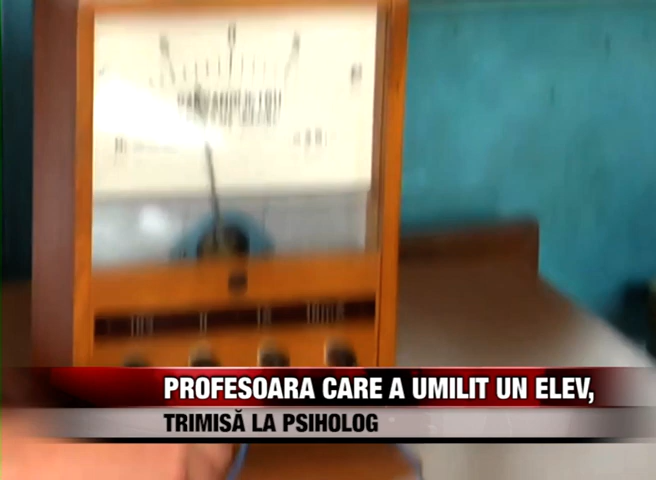 PROFESOARA CARE A UMILIT UN ELEV,
TRIMISĂ LA PSIHOLOG